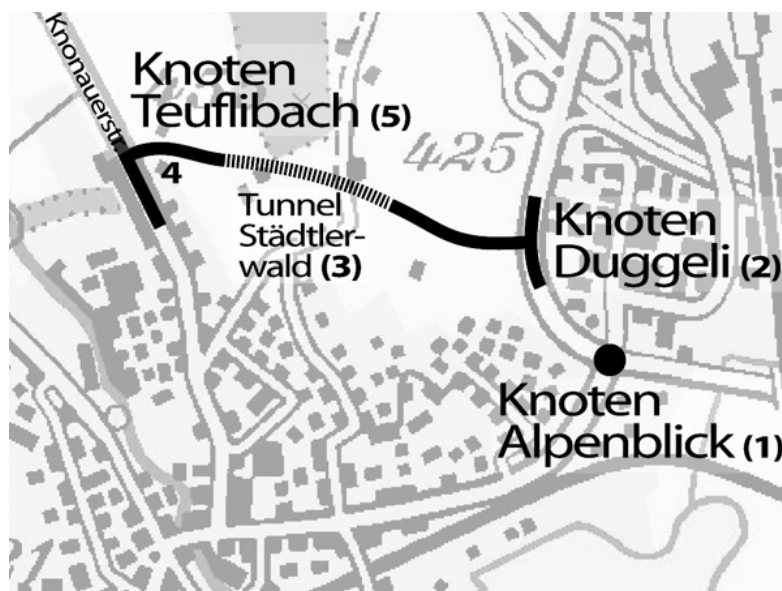 Knonauerstr.
Knoten
Teuflibach (5)
425
4
Tunnel
Städtler-
wald (3)
Knoten
Duggeli (2)
Knoten
Alpenblick (1)